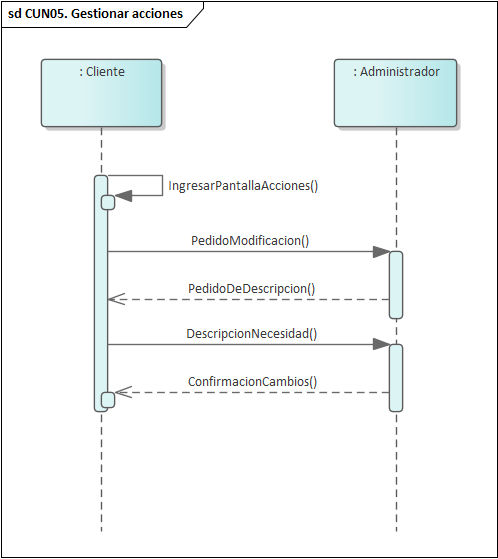 sd CUN05. Gestionar acciones
: Cliente
: Administrador
IngresarPantallaAcciones()
PedidoModificacion()
PedidoDeDescripcion()
DescripcionNecesidad()
ConfirmacionCambios()